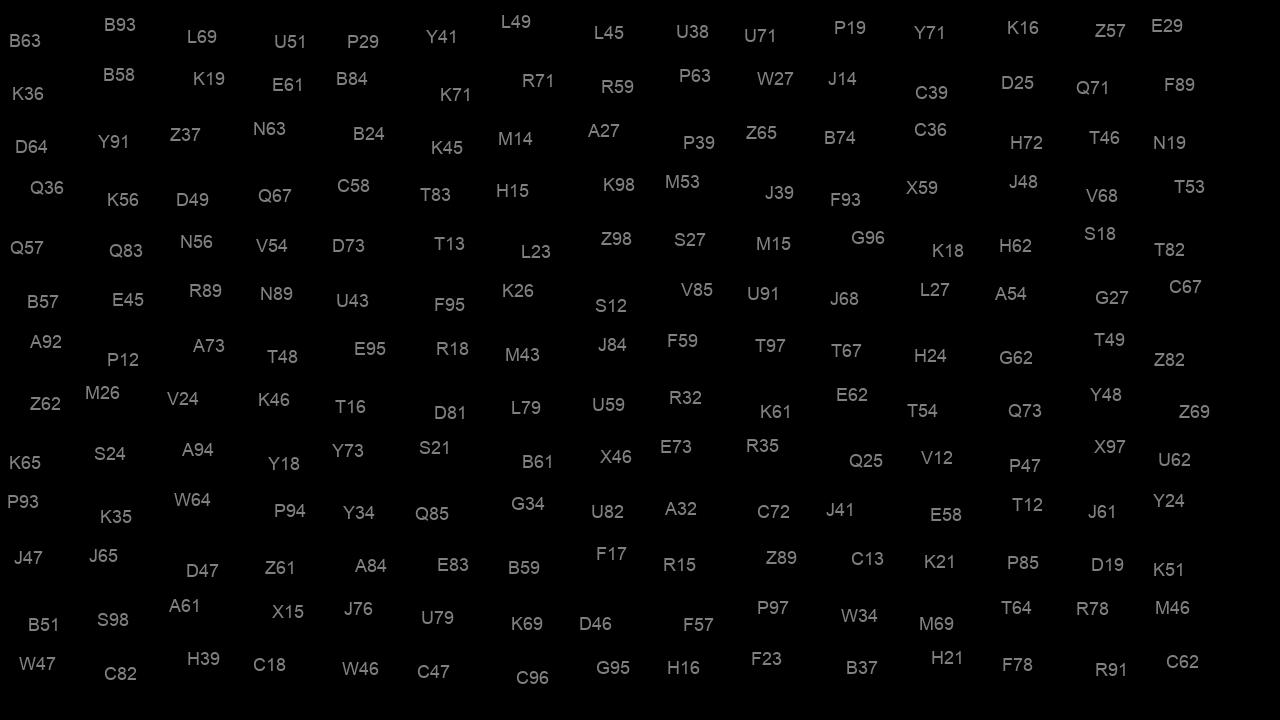 B63 B93 L69 U51 P29 Y41 L49 L45 U38 U71 P19 Y71 K16 Z57 E29
K36 B58 K19 E61 B84 K71 R71 R59 P63 W27 J14 C39 D25 Q71 F89
D64 Y91 Z37 N63 B24 K45 M14 A27 P39 Z65 B74 C36 H72 T46 N19
Q36 K56 D49 Q67 C58 T83 H15 K98 M53 J39 F93 X59 J48 V68 T53
Q57 Q83 N56 V54 D73 T13 L23 Z98 S27 M15 G96 K18 H62 S18 T82
B57 E45 R89 N89 U43 F95 K26 S12 V85 U91 J68 L27 A54 G27 C67
A92 P12 A73 T48 E95 R18 M43 J84 F59 T97 T67 H24 G62 T49 Z82
Z62 M26 V24 K46 T16 D81 L79 U59 R32 K61 E62 T54 Q73 Y48 Z69
K65 S24 A94 Y18 Y73 S21 B61 X46 E73 R35 Q25 V12 P47 X97 U62
P93 K35 W64 P94 Y34 Q85 G34 U82 A32 C72 J41 E58 T12 J61 Y24
J47 J65 D47 Z61 A84 E83 B59 F17 R15 Z89 C13 K21 P85 D19 K51
B51 S98 A61 X15 J76 U79 K69 D46 F57 P97 W34 M69 T64 R78 M46
W47 C82 H39 C18 W46 C47 C96 G95 H16 F23 B37 H21 F78 R91 C62